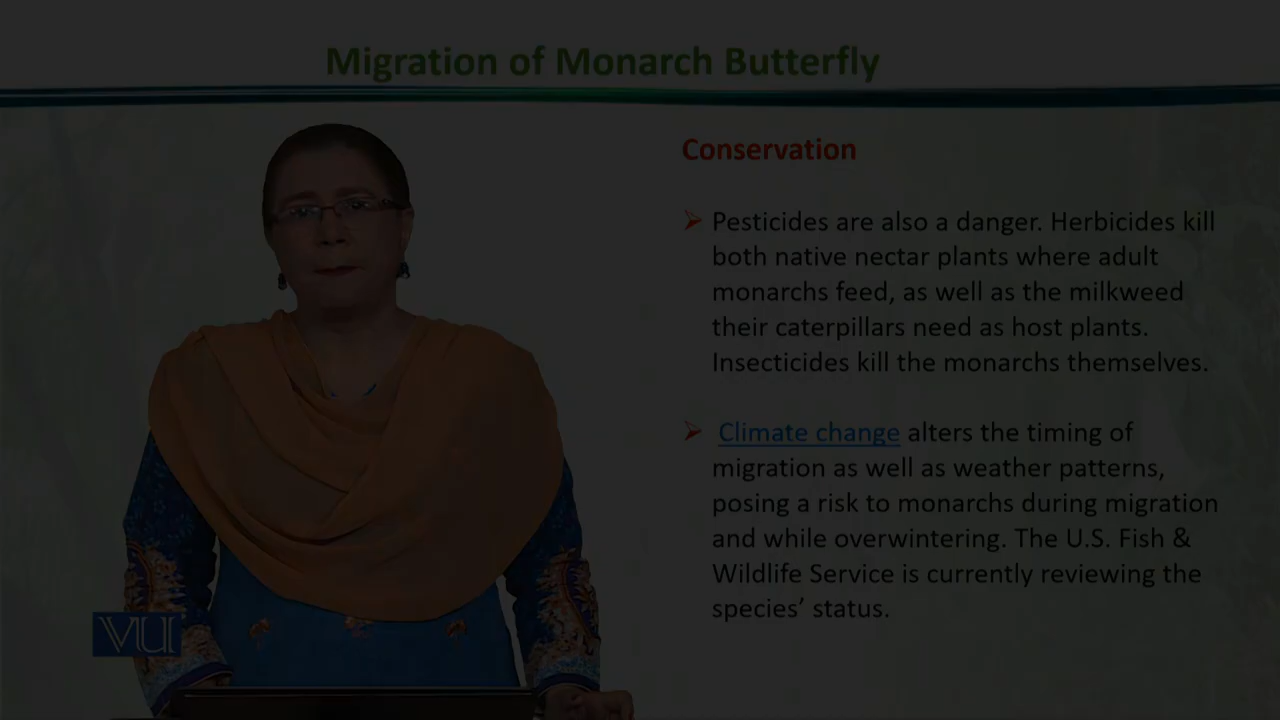 Migration of Monarch Butterfly
Conservation
➢ Pesticides are also a danger. Herbicides kill
both native nectar plants where adult
monarchs feed, as well as the milkweed
their caterpillars need as host plants.
Insecticides kill the monarchs themselves.
➢ Climate change alters the timing of
migration as well as weather patterns,
posing a risk to monarchs during migration
and while overwintering. The U.S. Fish &
Wildlife Service is currently reviewing the
species’ status.
VU